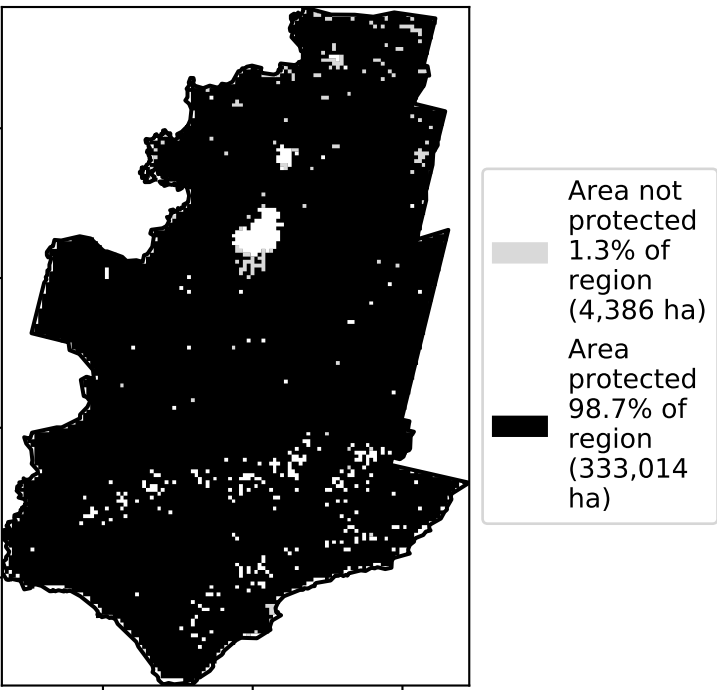 Area not
protected
1.3% of
region
(4,386 ha)
Area
protected
98.7% of
region
(333,014
ha)